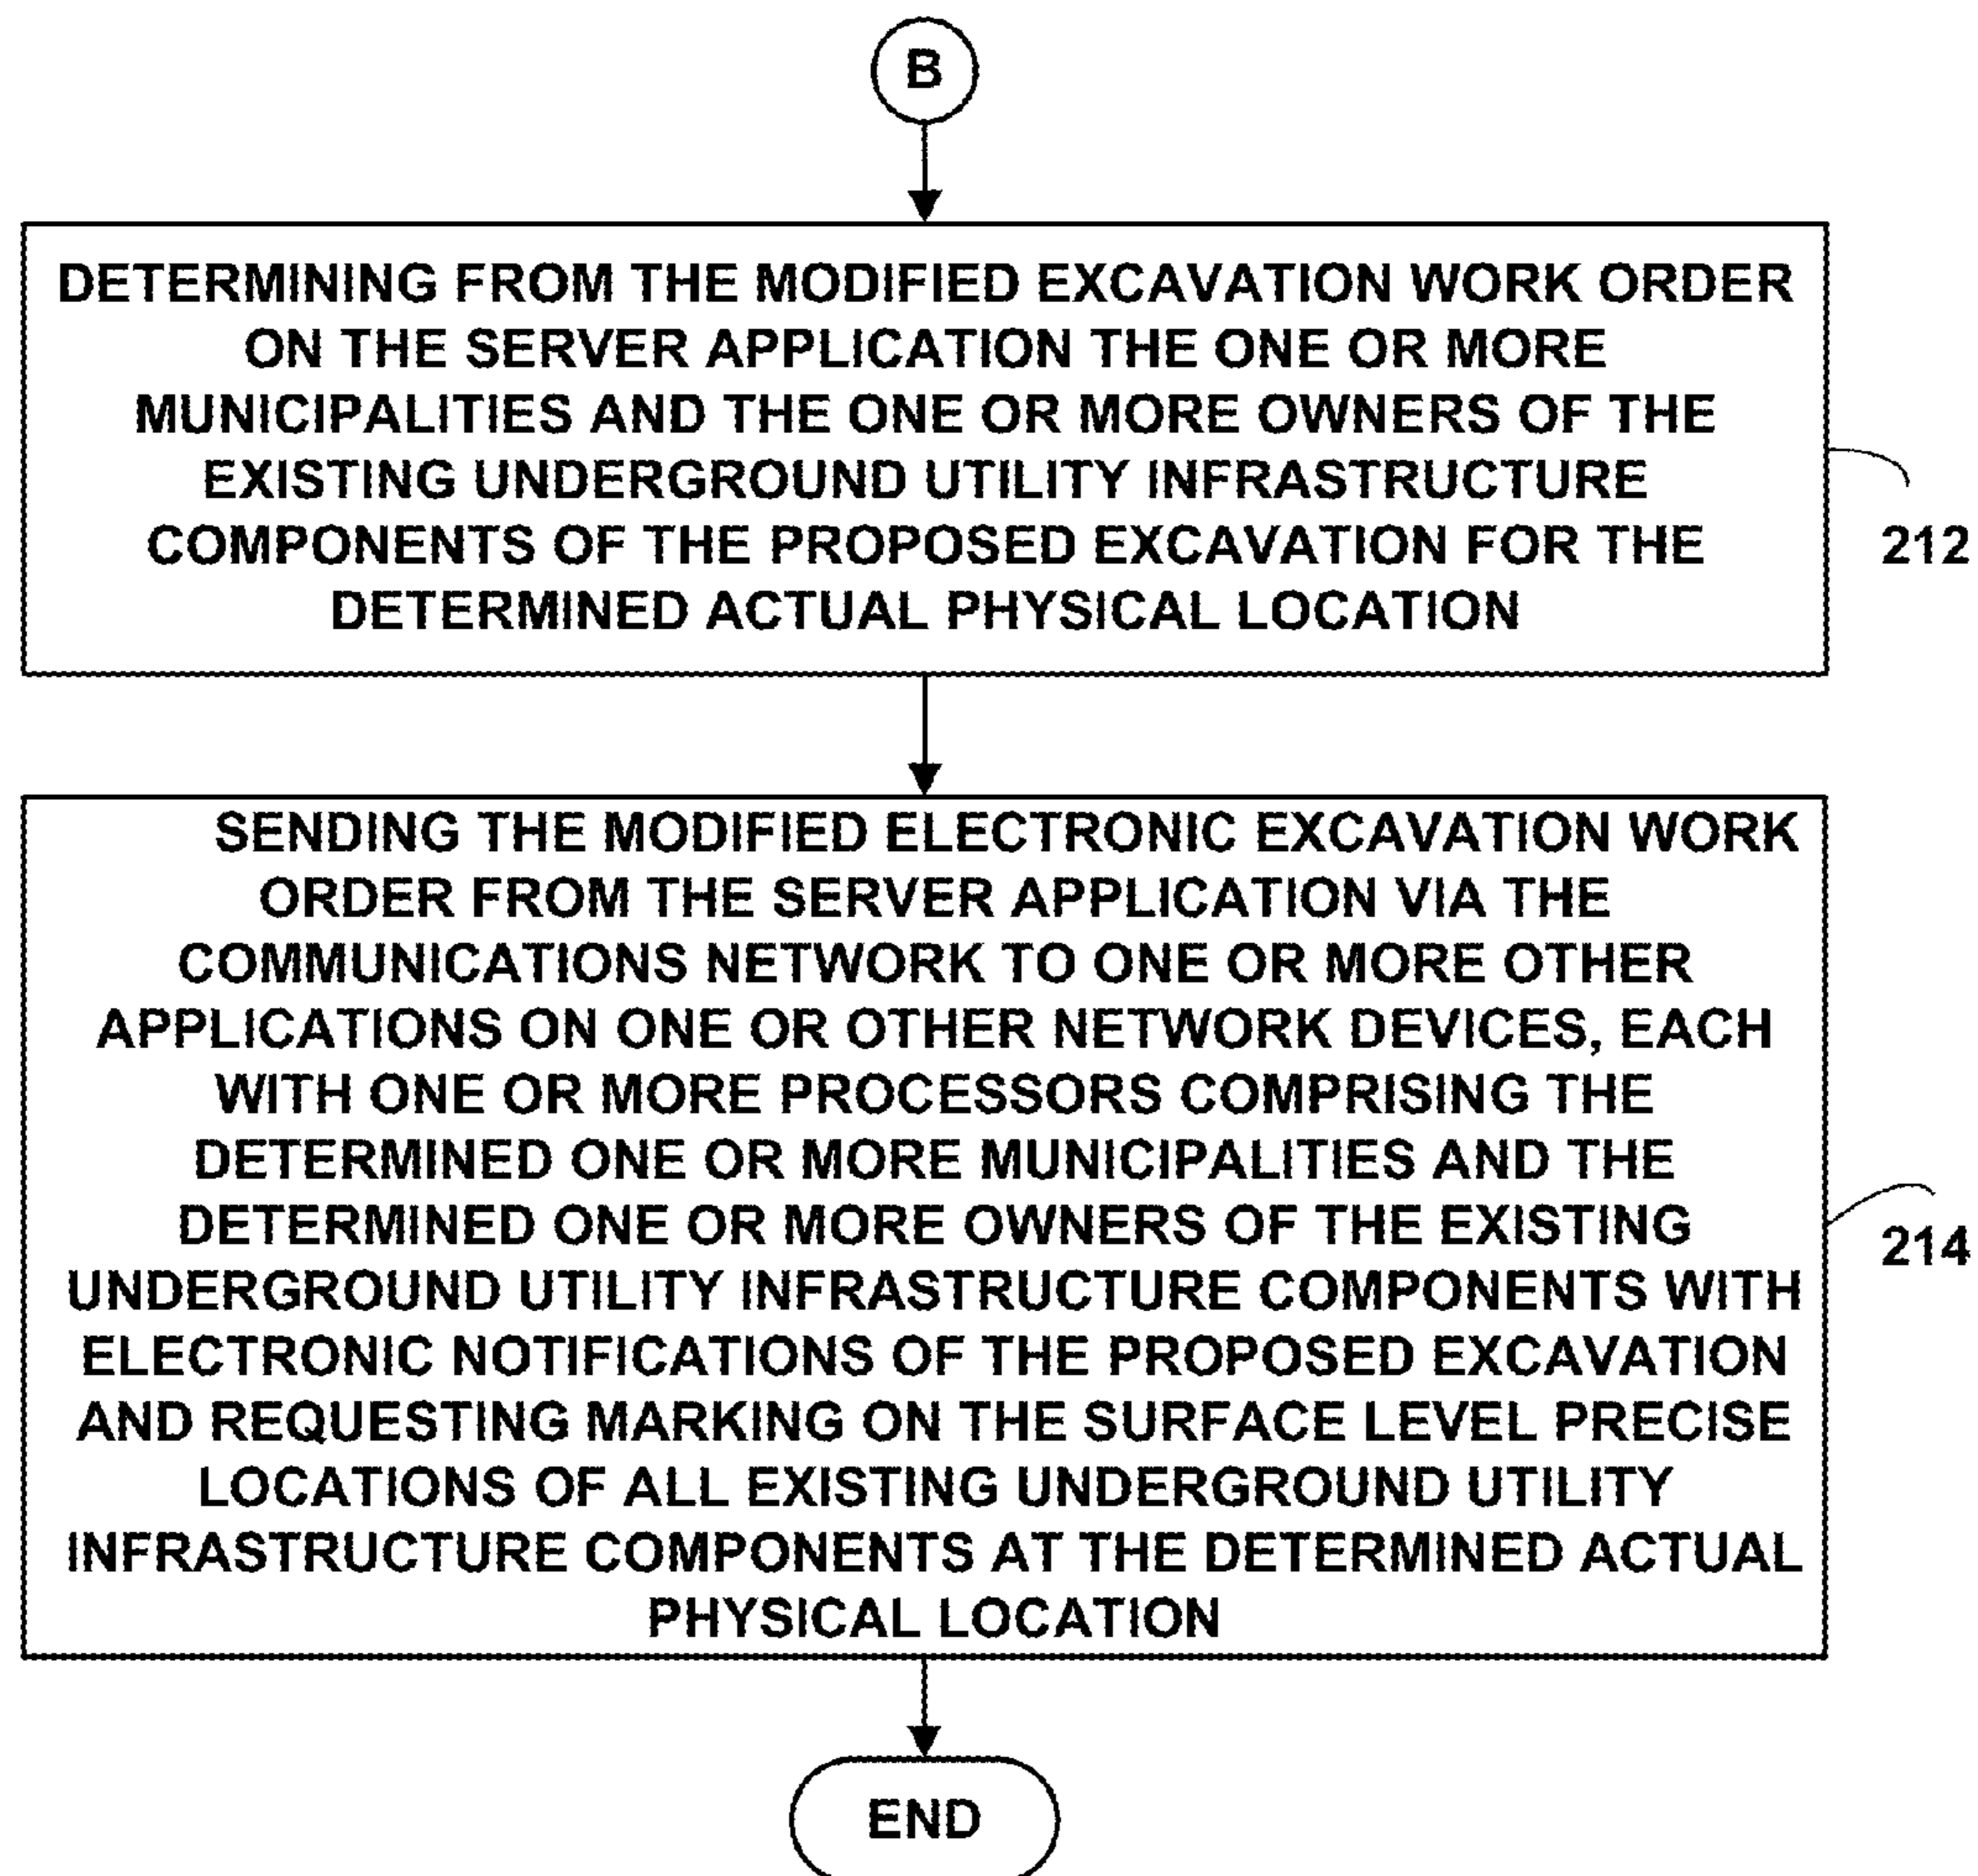 B
DETERMINING FROM THE MODIFIED EXCAVATION WORK ORDER
ON THE SERVER APPLICATION THE ONE OR MORE
MUNICIPALITIES AND THE ONE OR MORE OWNERS OF THE
EXISTING UNDERGROUND UTILITY INFRASTRUCTURE
COMPONENTS OF THE PROPOSED EXCAVATION FOR THE
DETERMINED ACTUAL PHYSICAL LOCATION
212
SENDING THE MODIFIED ELECTRONIC EXCAVATION WORK
ORDER FROM THE SERVER APPLICATION VIA THE
COMMUNICATIONS NETWORK TO ONE OR MORE OTHER
APPLICATIONS ON ONE OR OTHER NETWORK DEVICES, EACH
WITH ONE OR MORE PROCESSORS COMPRISING THE
DETERMINED ONE OR MORE MUNICIPALITIES AND THE
DETERMINED ONE OR MORE OWNERS OF THE EXISTING
UNDERGROUND UTILITY INFRASTRUCTURE COMPONENTS WITH
ELECTRONIC NOTIFICATIONS OF THE PROPOSED EXCAVATION
AND REQUESTING MARKING ON THE SURFACE LEVEL PRECISE
LOCATIONS OF ALL EXISTING UNDERGROUND UTILITY
INFRASTRUCTURE COMPONENTS AT THE DETERMINED ACTUAL
PHYSICAL LOCATION
214
END